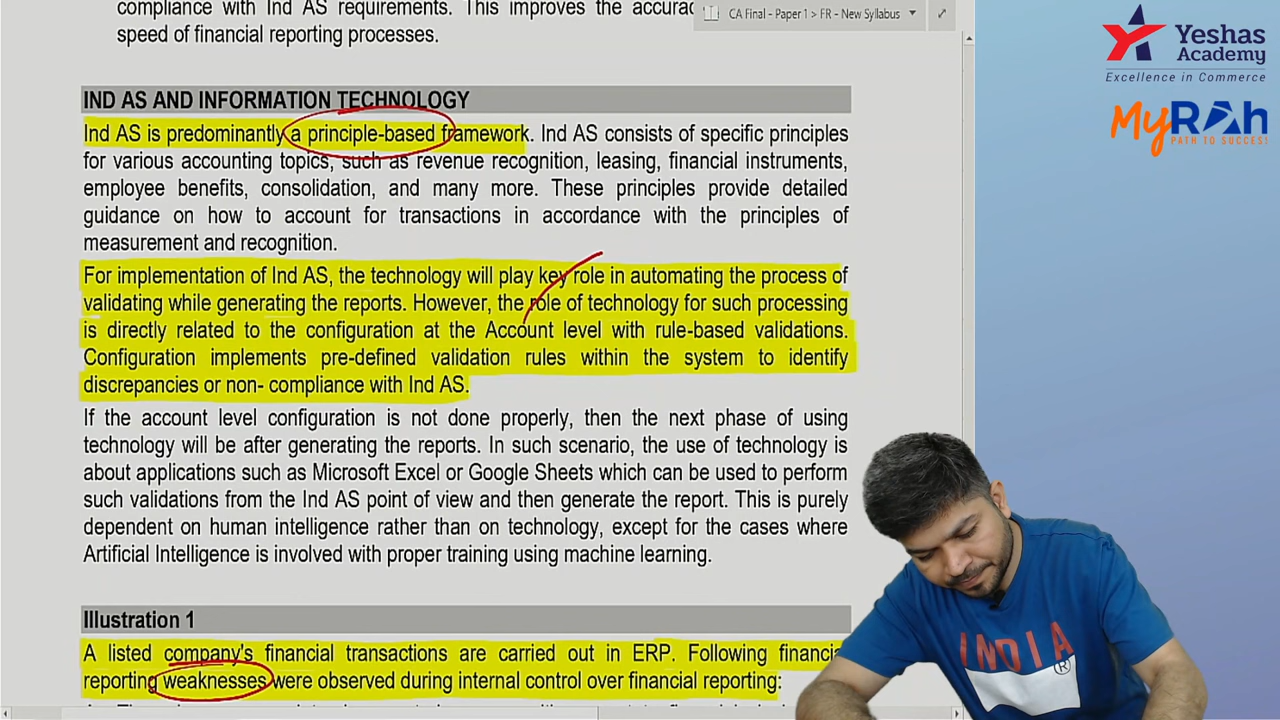 compliance with Ind AS requirements. This improves the
speed of financial reporting processes.
CA Final - Paper 1 > FR - New Syllabus
Yeshas
Academy
Excellence in Commerce
MyRAh
PATH TO SUCCESS
IND AS AND INFORMATION TECHNOLOGY
Ind AS is predominantly a principle-based framework. Ind AS consists of specific principles
for various accounting topics, such as revenue recognition, leasing, financial instruments,
employee benefits, consolidation, and many more. These principles provide detailed
guidance on how to account for transactions in accordance with the principles of
measurement and recognition.
For implementation of Ind AS, the technology will play key role in automating the process of
validating while generating the reports. However, the role of technology for such processing
is directly related to the configuration at the Account level with rule-based validations.
Configuration implements pre-defined validation rules within the system to identify
discrepancies or non- compliance with Ind AS.
If the account level configuration is not done properly, then the next phase of using
technology will be after generating the reports. In such scenario, the use of technology is
about applications such as Microsoft Excel or Google Sheets which can be used to perform
such validations from the Ind AS point of view and then generate the report. This is purely
dependent on human intelligence rather than on technology, except for the cases where
Artificial Intelligence is involved with proper training using machine learning.
Illustration 1
A listed company's financial transactions are carried out in ERP. Following
reporting weaknesses were observed during internal control over financial reporting:
INDIA
®